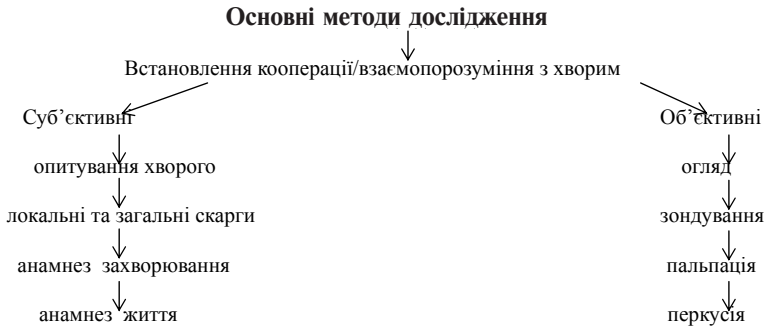 Основні методи дослідження
Встановлення кооперації/взаємопорозуміння з хворим
Суб’єктивні
опитування хворого
локальні та загальні скарги
анамнез захворювання
анамнез життя
Об’єктивні
огляд
зондування
пальпація
перкусія